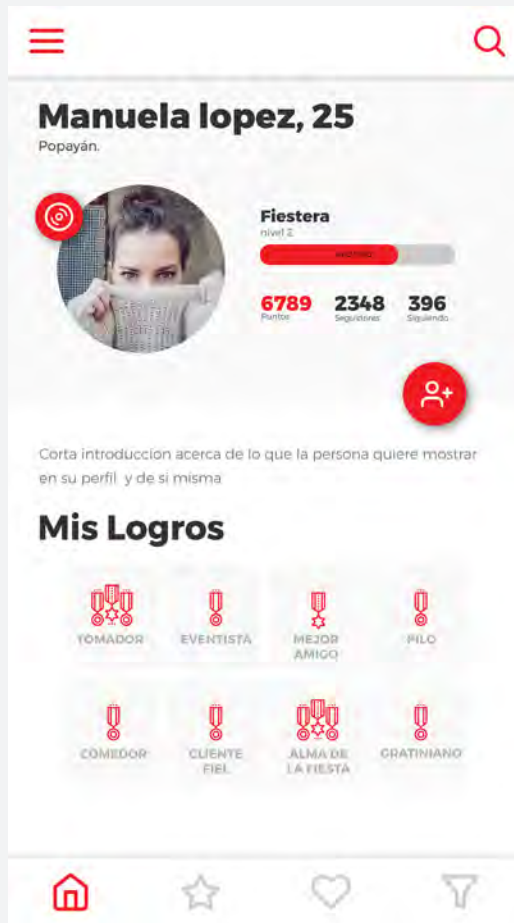 Manuela lopez, 25
Popayán.
Fiestera
nivel 2
6789 2348 396
Puntos Seguidores Siguiendo
Corta introduccion acerca de lo que la persona quiere mostrar
en su perfil y de si misma
Mis Logros
TOMADOR EVENTISTA MEJOR AMIGO PILO
COMEDOR CLIENTE FIEL ALMA DE LA FIESTA GRATINIANO